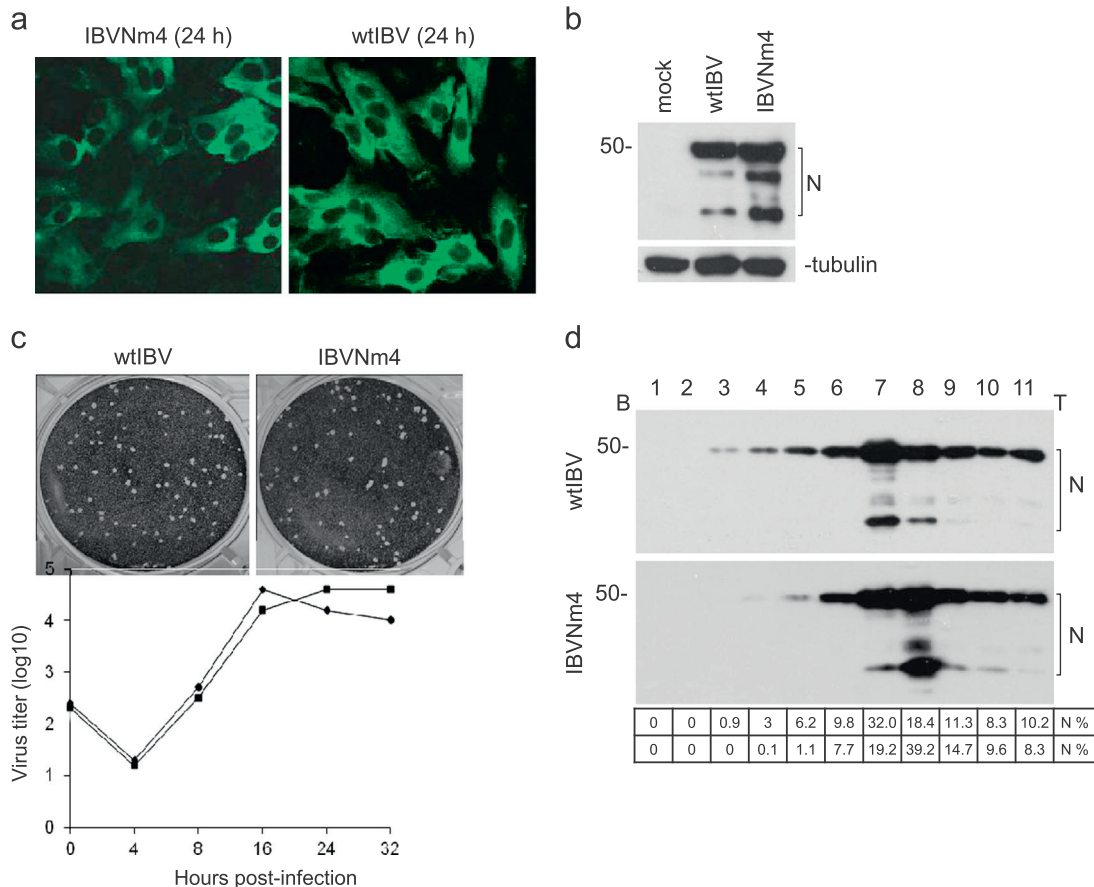 a
IBVNm4 (24 h)
wtIBV (24 h)
b
mock
wtIBV
IBVNm4
50-
N
-tubulin
c
wtIBV
IBVNm4
Virus titer (log10)
5
4
3
2
1
0
0 4 8 16 24 32
Hours post-infection
d
B 1 2 3 4 5 6 7 8 9 10 11 T
wtIBV
50-
N
IBVNm4
50-
N
0 0 0.9 3 6.2 9.8 32.0 18.4 11.3 8.3 10.2 N %
0 0 0 0.1 1.1 7.7 19.2 39.2 14.7 9.6 8.3 N %